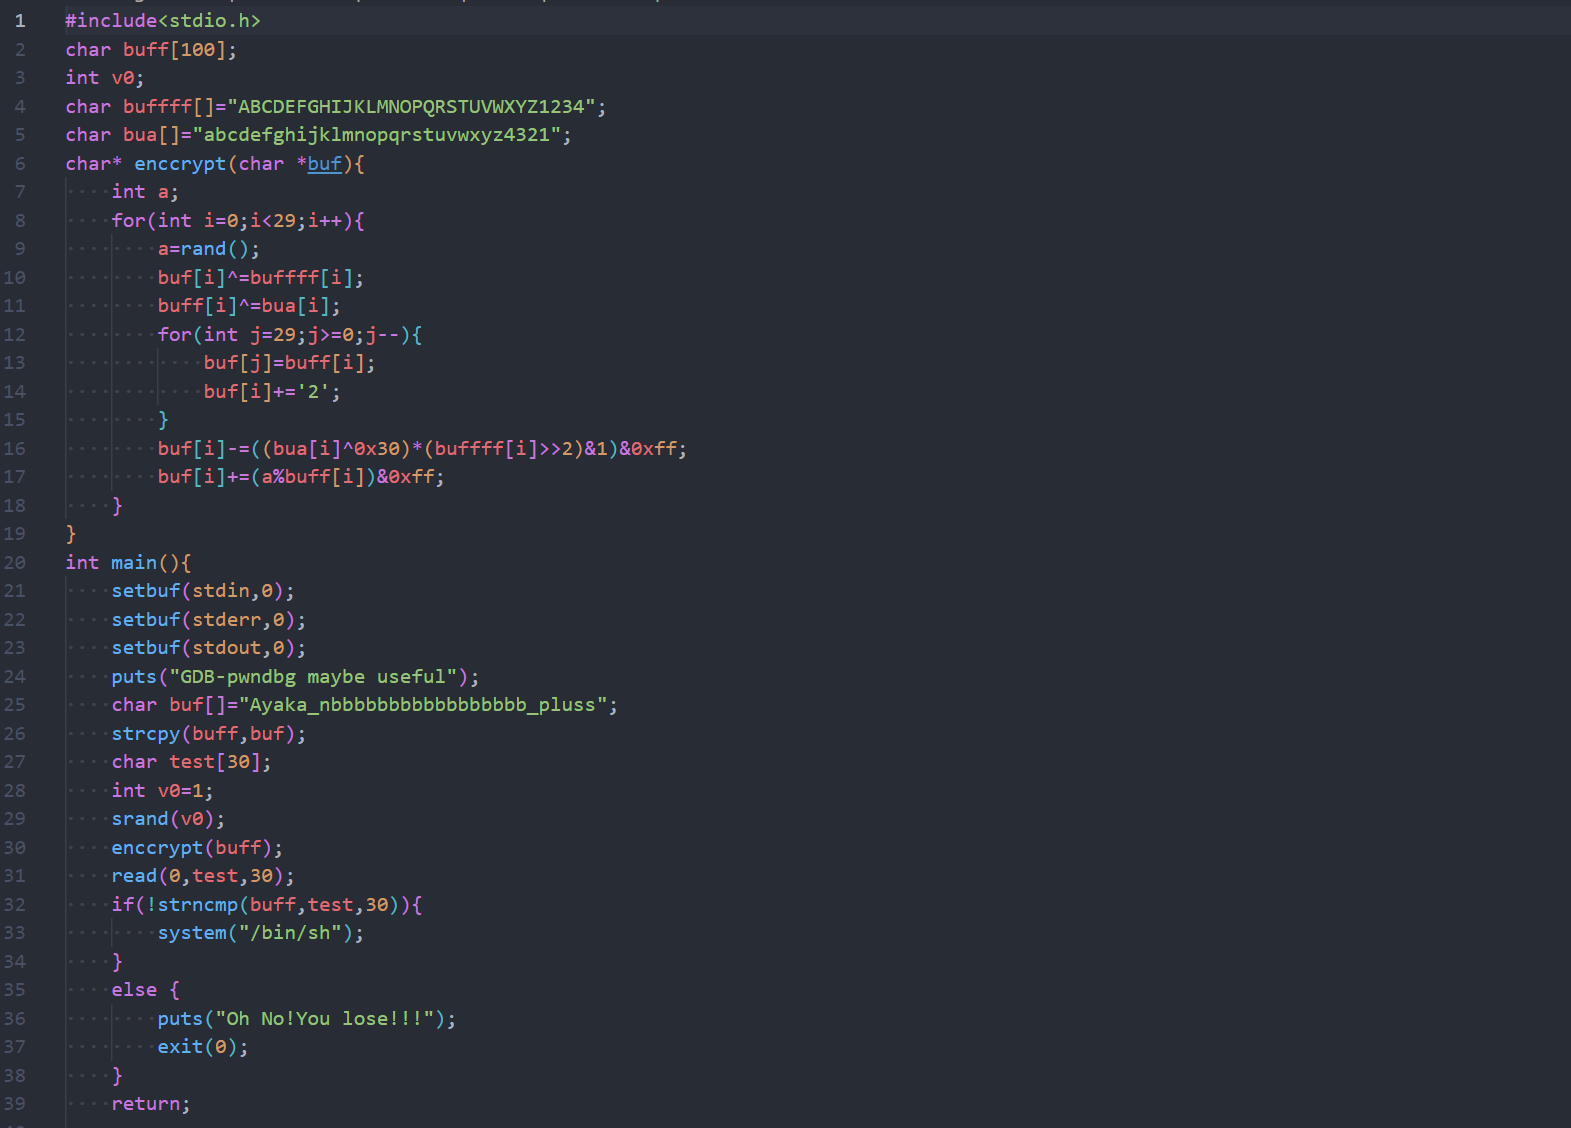 1 #include<stdio.h>
2 char buff[100];
3 int v0;
4 char buffff[]="ABCDEFGHIJKLMNOPQRSTUVWXYZ1234";
5 char bua[]="abcdefghijklmnopqrstuvwxyz4321";
6 char* enccrypt(char *buf){
7     int a;
8     for(int i=0;i<29;i++){
9         a=rand();
10         buf[i]^=buffff[i];
11         buff[i]^=bua[i];
12         for(int j=29;j>=0;j--){
13             buf[j]=buff[i];
14             buf[i]+='2';
15         }
16         buf[i]-=((bua[i]^0x30)*(buffff[i]>>2)&1)&0xff;
17         buf[i]+=(a%buff[i])&0xff;
18     }
19 }
20 int main(){
21     setbuf(stdin,0);
22     setbuf(stderr,0);
23     setbuf(stdout,0);
24     puts("GDB-pwndbg maybe useful");
25     char buf[]="Ayaka_nbbbbbbbbbbbbbbbbb_pluss";
26     strcpy(buff,buf);
27     char test[30];
28     int v0=1;
29     srand(v0);
30     enccrypt(buff);
31     read(0,test,30);
32     if(!strncmp(buff,test,30)){
33         system("/bin/sh");
34     }
35     else {
36         puts("Oh No!You lose!!!");
37         exit(0);
38     }
39     return;